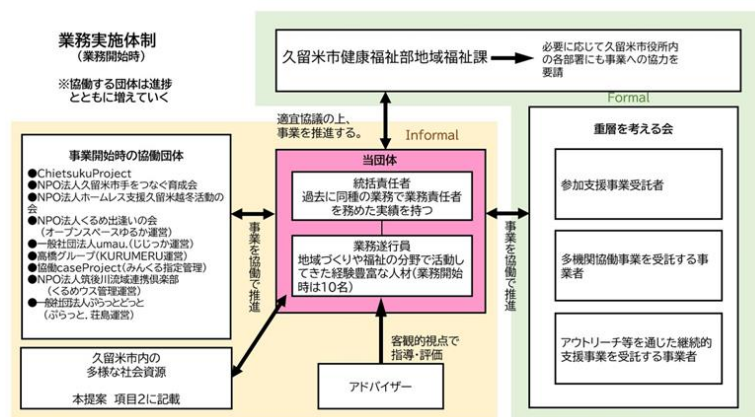 業務実施体制
(業務開始時)
※協働する団体は進捗
とともに増えていく
久留米市健康福祉部地域福祉課
必要に応じて久留米市役所内
の各部署にも事業への協力を
要請
Formal
適宜協議の上、
事業を推進する。
Informal
事業開始時の協働団体
●ChietsukuProject
●NPO法人久留米市手をつなぐ育成会
●NPO法人ホームレス支援久留米越冬活動の
会
●NPO法人くるめ出逢いの会
(オープンスペースゆるか運営)
●一般社団法人umau.(じじっか運営)
●高橋グループ(KURUMERU運営)
●協働caseProject(みんくる指定管理)
●NPO法人筑後川流域連携倶楽部
(くるめウス管理運営)
●一般社団法人ぷらっとどっと
(ぷらっと,荘島運営)
事業を協働で推進
当団体
統括責任者
過去に同種の業務で業務責任者
を務めた実績を持つ
業務遂行員
地域づくりや福祉の分野で活動し
てきた経験豊富な人材(業務開始
時は10名)
事業を協働で推進
重層を考える会
参加支援事業受託者
多機関協働事業を受託する事
業者
アウトリーチ等を通じた継続的
支援事業を受託する事業者
久留米市内の
多様な社会資源
本提案 項目2に記載
客観的視点で
指導・評価
アドバイザー